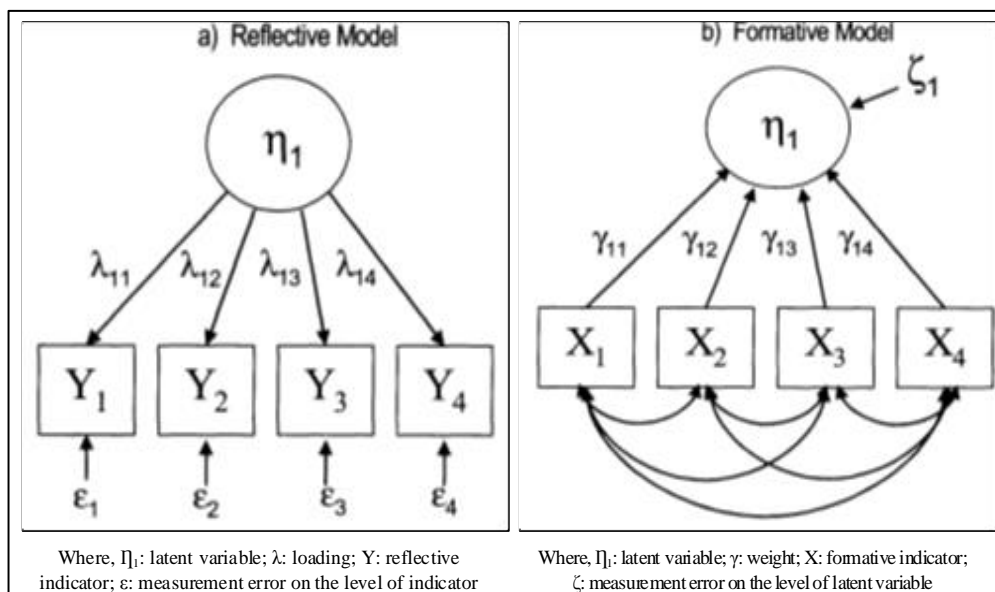 a) Reflective Model
η₁
λ₁₁ λ₁₂ λ₁₃ λ₁₄
Y₁ Y₂ Y₃ Y₄
ε₁ ε₂ ε₃ ε₄
Where, Ƞ₁: latent variable; λ: loading; Y: reflective
indicator; ε: measurement error on the level of indicator
b) Formative Model
ζ₁
η₁
γ₁₁ γ₁₂ γ₁₃ γ₁₄
X₁ X₂ X₃ X₄
Where, Ƞ₁: latent variable; γ: weight; X: formative indicator;
ζ: measurement error on the level of latent variable